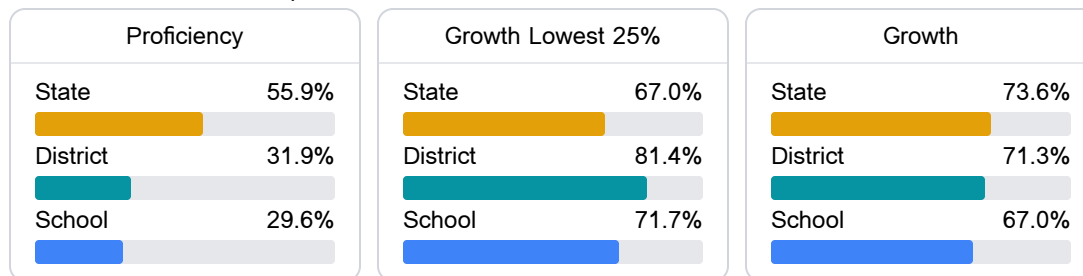 Proficiency
State 55.9%
District 31.9%
School 29.6%
Growth Lowest 25%
State 67.0%
District 81.4%
School 71.7%
Growth
State 73.6%
District 71.3%
School 67.0%